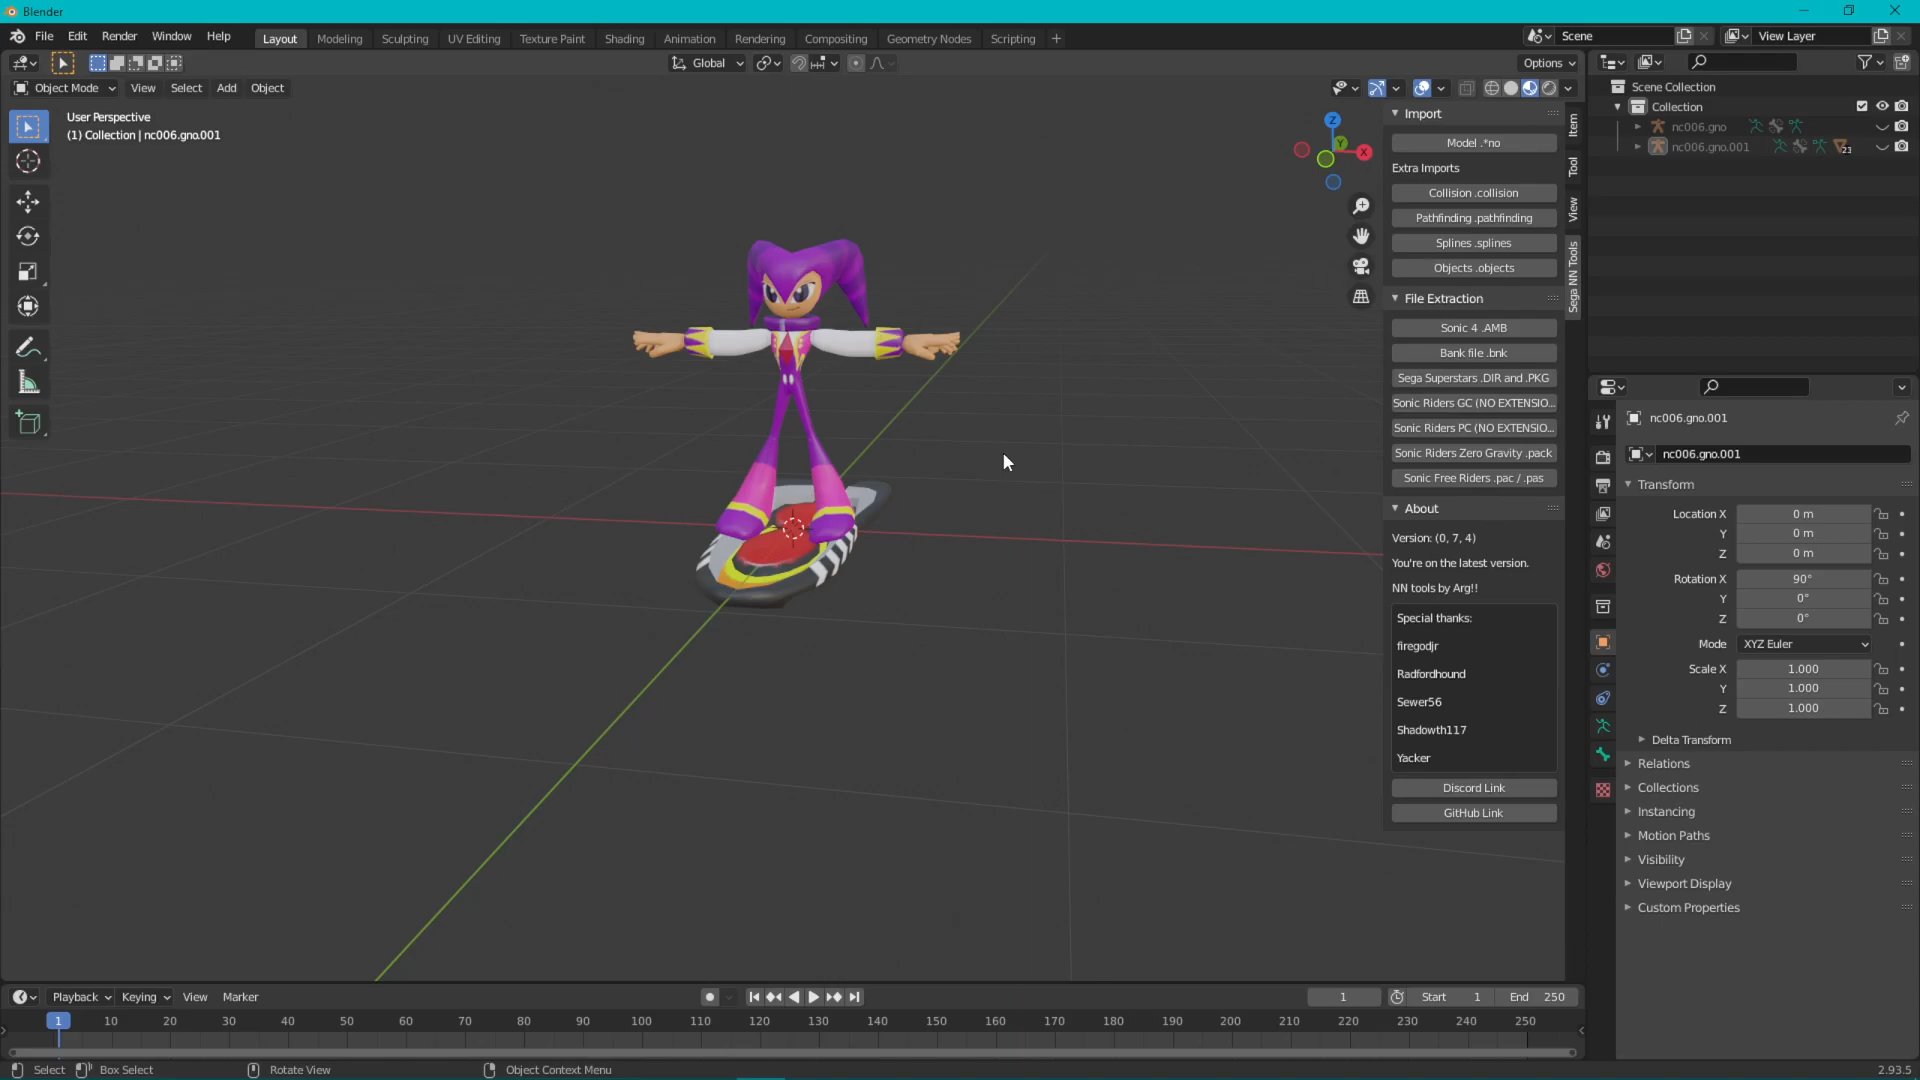 Blender
File Edit Render Window Help Layout Modeling Sculpting UV Editing Texture Paint Shading Animation Rendering Compositing Geometry Nodes Scripting + Scene View Layer
Global Options
Object Mode View Select Add Object
User Perspective
(1) Collection | nc006.gno.001
Z
Y
X
Import
Model .*no
Extra Imports
Collision .collision
Pathfinding .pathfinding
Splines .splines
Objects .objects
File Extraction
Sonic 4 .AMB
Bank file .bnk
Sega Superstars .DIR and .PKG
Sonic Riders GC (NO EXTENSIO...
Sonic Riders PC (NO EXTENSIO...
Sonic Riders Zero Gravity .pack
Sonic Free Riders .pac / .pas
About
Version: (0, 7, 4)
You're on the latest version.
NN tools by Arg!!
Special thanks:
firegodjr
Radfordhound
Sewer56
Shadowth117
Yacker
Discord Link
GitHub Link
Item
Tool
View
Sega NN Tools
Scene Collection
Collection
nc006.gno
nc006.gno.001 23
nc006.gno.001
nc006.gno.001
Transform
Location X 0 m
Y 0 m
Z 0 m
Rotation X 90°
Y 0°
Z 0°
Mode XYZ Euler
Scale X 1.000
Y 1.000
Z 1.000
Delta Transform
Relations
Collections
Instancing
Motion Paths
Visibility
Viewport Display
Custom Properties
Playback Keying View Marker 1 Start 1 End 250
1 10 20 30 40 50 60 70 80 90 100 110 120 130 140 150 160 170 180 190 200 210 220 230 240 250
Select Box Select Rotate View Object Context Menu 2.93.5